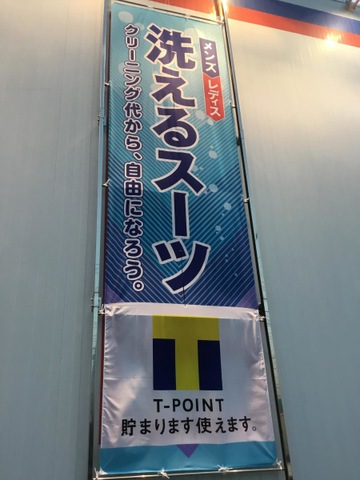 メンズ レディス
洗えるスーツ
クリーニング代から、自由になろう。
T
T-POINT
貯まります使えます。